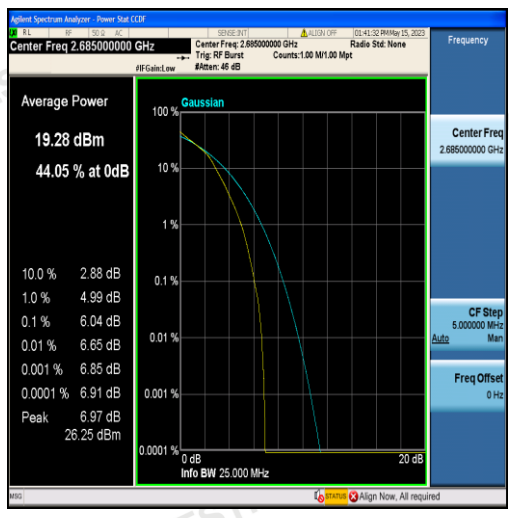 Agilent Spectrum Analyzer - Power Stat CCDF
RL RF 50 Ω AC SENSE:INT ALIGN OFF 01:41:32 PM May 15, 2023
Center Freq 2.685000000 GHz
Center Freq: 2.685000000 GHz Radio Std: None
Trig: RF Burst Counts:1.00 M/1.00 Mpt
#IFGain:Low #Atten: 46 dB
Frequency
Average Power
19.28 dBm
44.05 % at 0dB
10.0 % 2.88 dB
1.0 % 4.99 dB
0.1 % 6.04 dB
0.01 % 6.65 dB
0.001 % 6.85 dB
0.0001 % 6.91 dB
Peak 6.97 dB
26.25 dBm
Gaussian
100 %
10 %
1 %
0.1 %
0.01 %
0.001 %
0.0001 %
0 dB 20 dB
Info BW 25.000 MHz
Center Freq
2.685000000 GHz
CF Step
5.000000 MHz
Auto Man
Freq Offset
0 Hz
MSG STATUS Align Now, All required